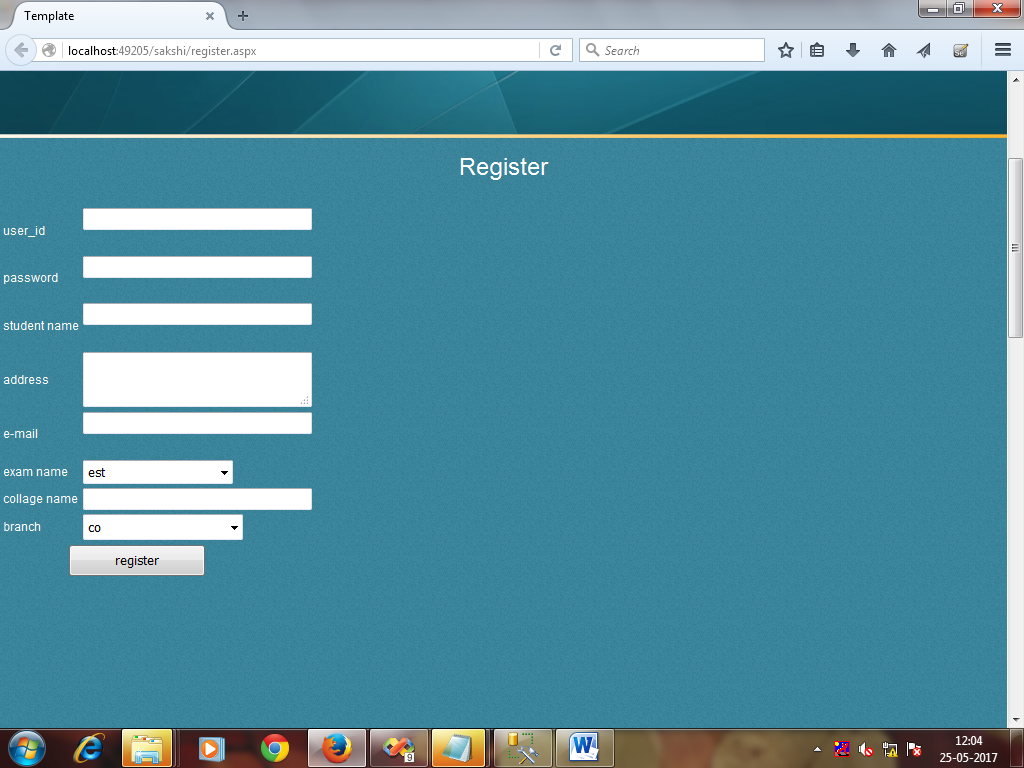 Template
localhost:49205/sakshi/register.aspx
Search
Register
user_id
password
student name
address
e-mail
exam name est
collage name
branch co
register
9
12:04
25-05-2017